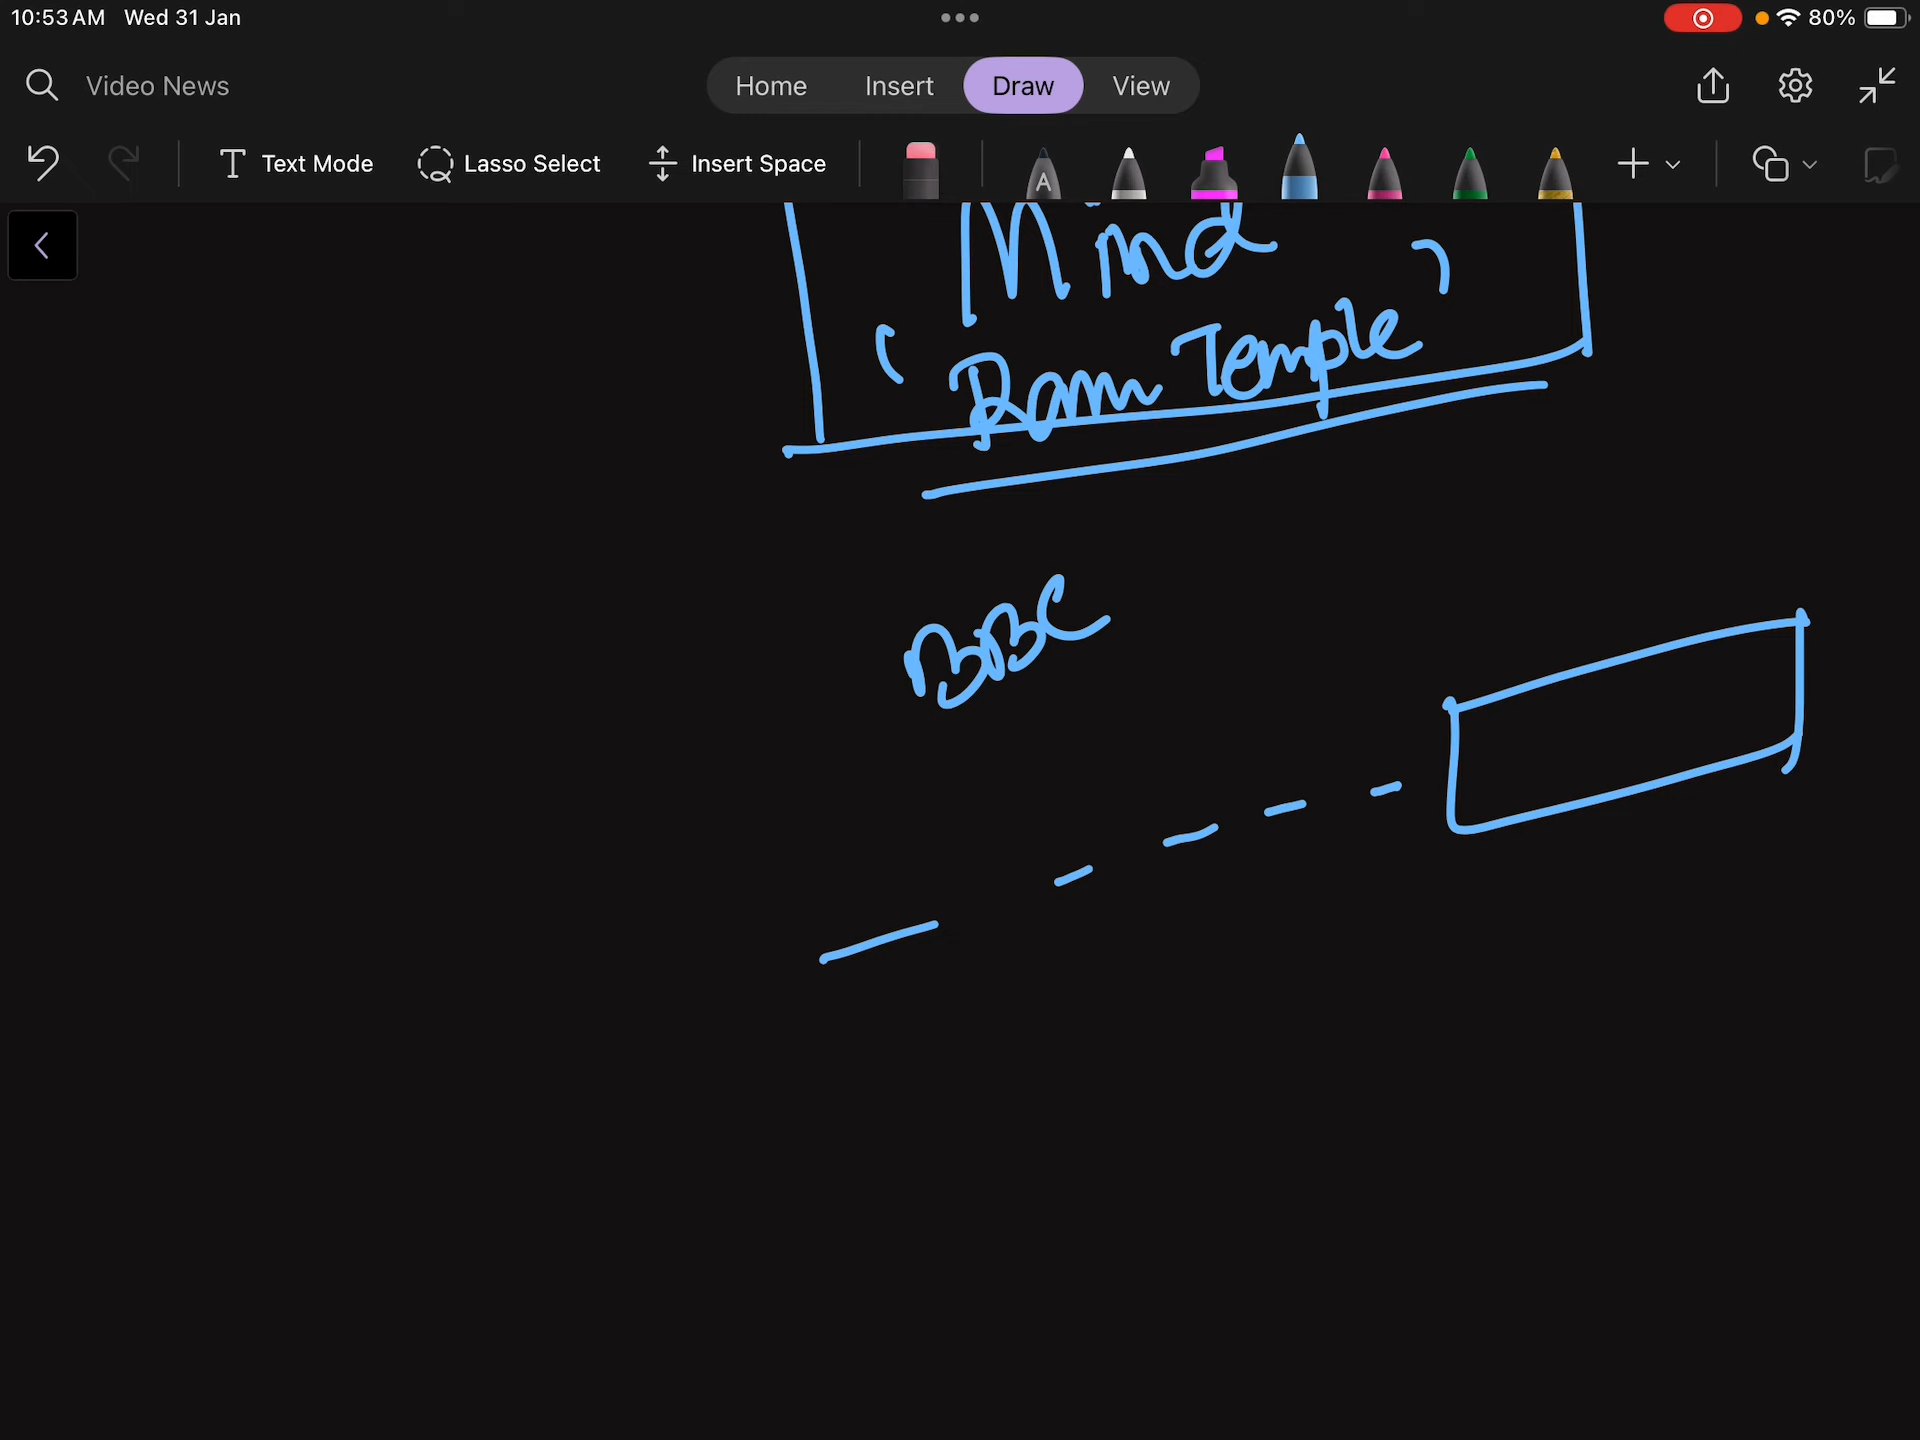 10:53 AM Wed 31 Jan 80%
Video News Home Insert Draw View
Text Mode Lasso Select Insert Space A
Mind
( Ram Temple )
BBC